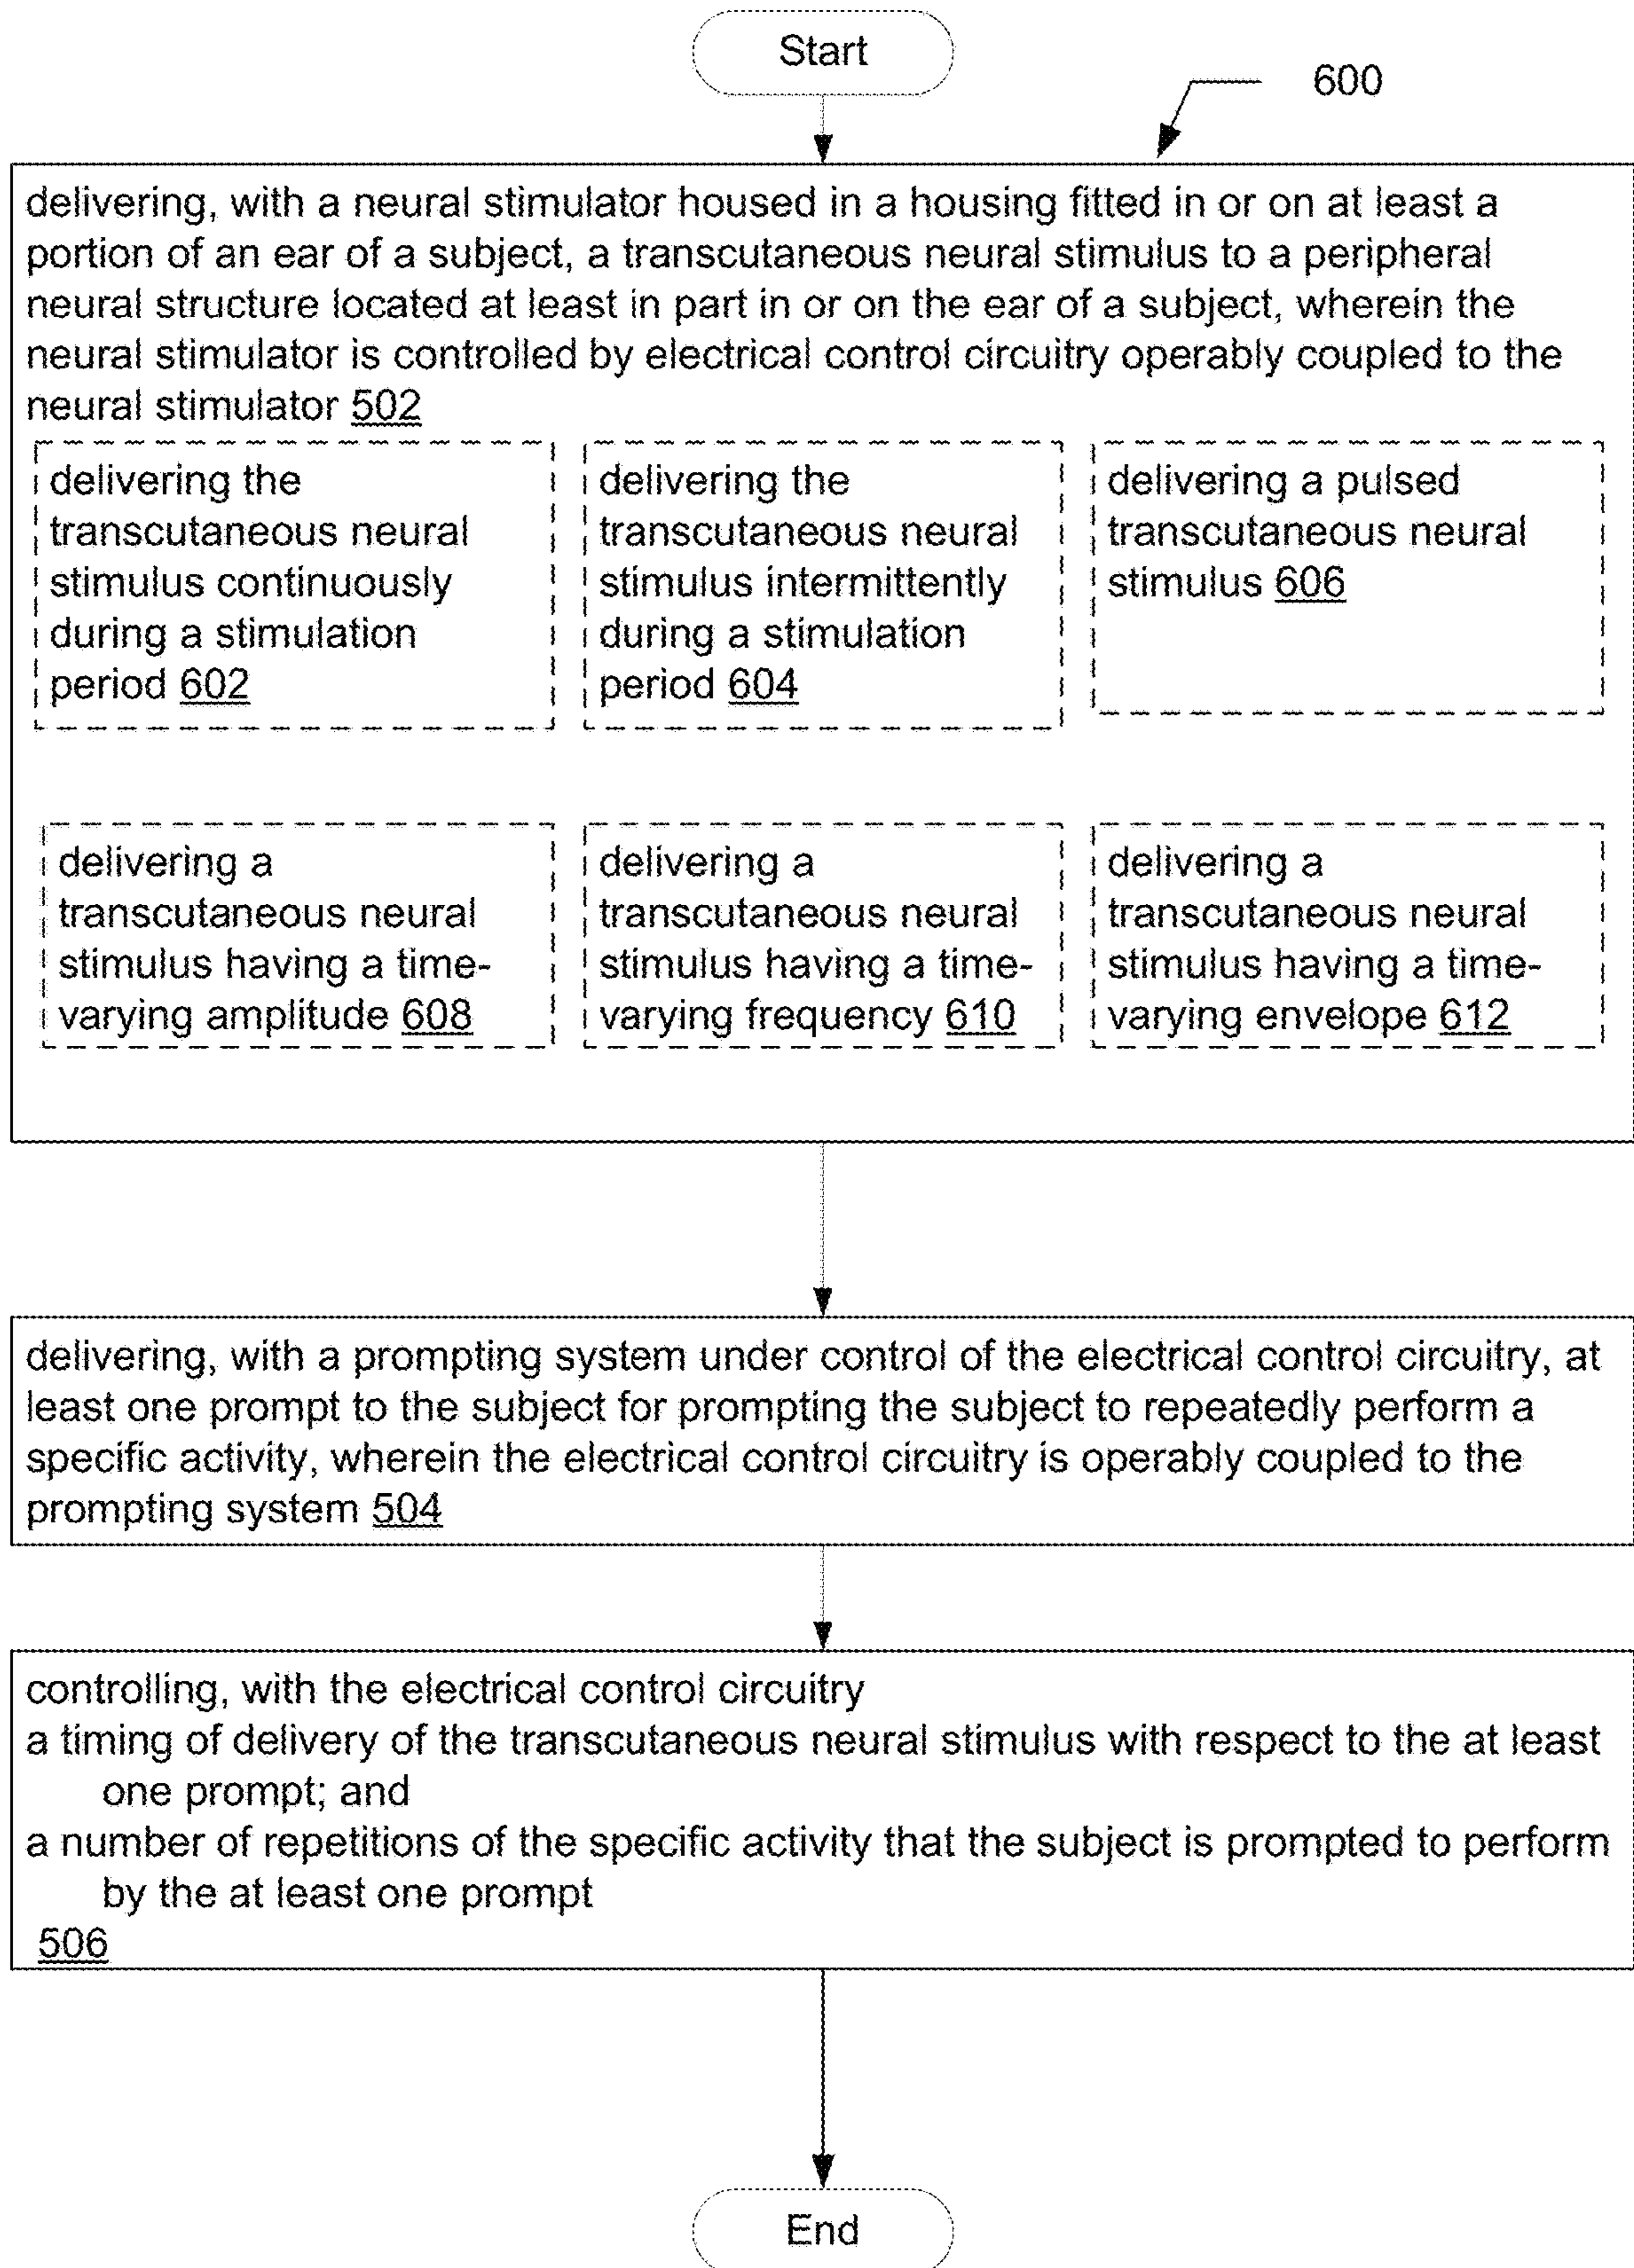 Start
600
delivering, with a neural stimulator housed in a housing fitted in or on at least a
portion of an ear of a subject, a transcutaneous neural stimulus to a peripheral
neural structure located at least in part in or on the ear of a subject, wherein the
neural stimulator is controlled by electrical control circuitry operably coupled to the
neural stimulator 502
delivering the
transcutaneous neural
stimulus continuously
during a stimulation
period 602
delivering the
transcutaneous neural
stimulus intermittently
during a stimulation
period 604
delivering a pulsed
transcutaneous neural
stimulus 606
delivering a
transcutaneous neural
stimulus having a time-
varying amplitude 608
delivering a
transcutaneous neural
stimulus having a time-
varying frequency 610
delivering a
transcutaneous neural
stimulus having a time-
varying envelope 612
delivering, with a prompting system under control of the electrical control circuitry, at
least one prompt to the subject for prompting the subject to repeatedly perform a
specific activity, wherein the electrical control circuitry is operably coupled to the
prompting system 504
controlling, with the electrical control circuitry
a timing of delivery of the transcutaneous neural stimulus with respect to the at least
one prompt; and
a number of repetitions of the specific activity that the subject is prompted to perform
by the at least one prompt
506
End